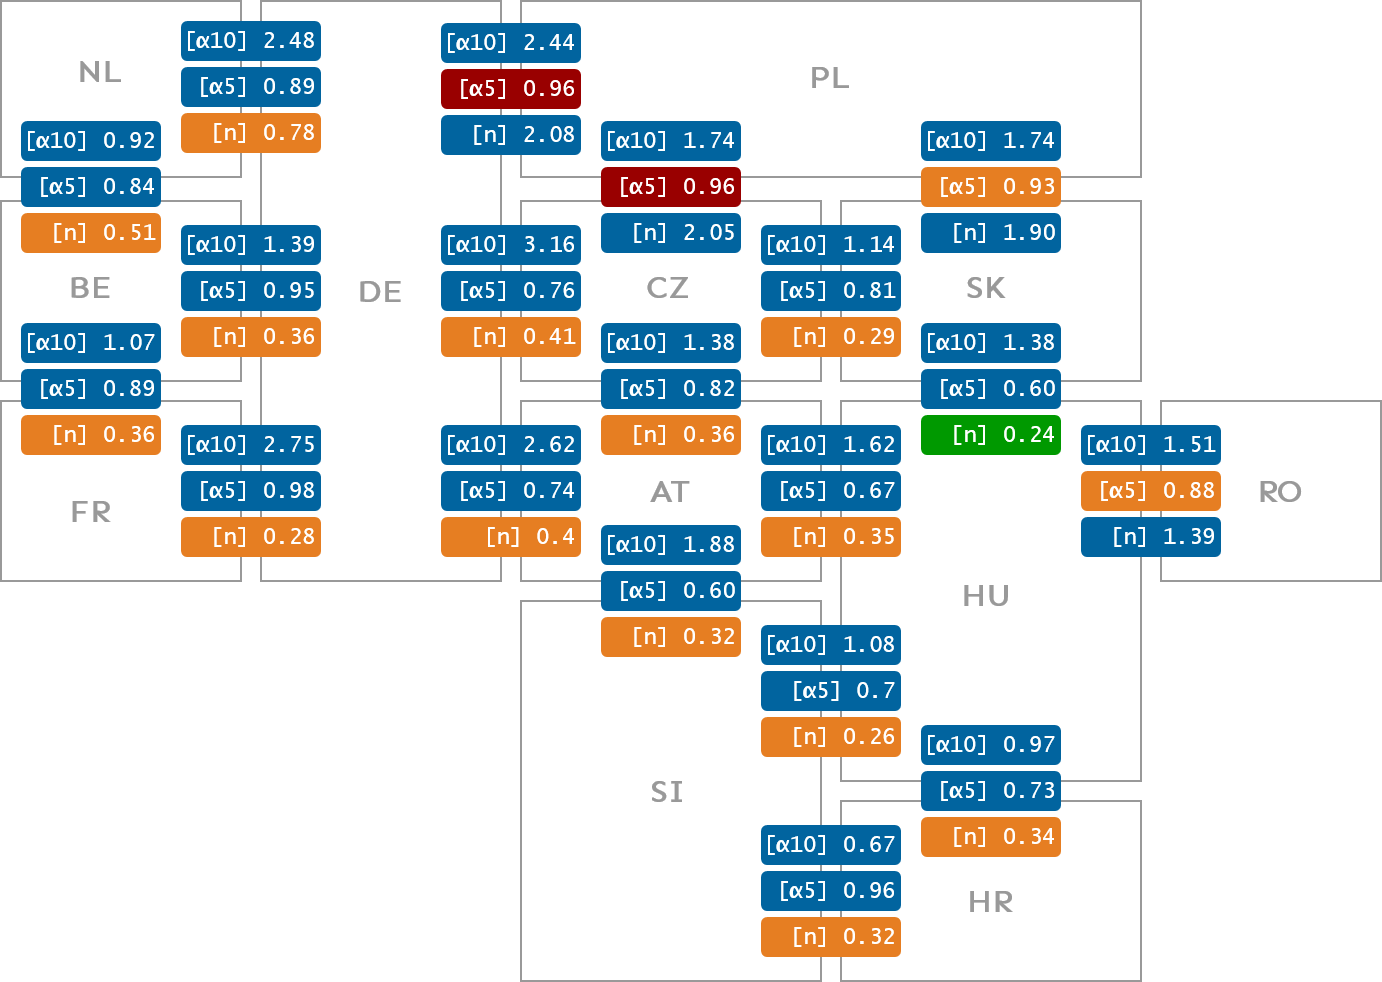 NL
[α10] 2.48
[α5] 0.89
[n] 0.78
DE
[α10] 2.44
[α5] 0.96
[n] 2.08
PL
[α10] 0.92
[α5] 0.84
[n] 0.51
[α10] 1.74
[α5] 0.96
[n] 2.05
[α10] 1.74
[α5] 0.93
[n] 1.90
BE
[α10] 1.39
[α5] 0.95
[n] 0.36
[α10] 3.16
[α5] 0.76
[n] 0.41
CZ
[α10] 1.14
[α5] 0.81
[n] 0.29
SK
[α10] 1.07
[α5] 0.89
[n] 0.36
[α10] 1.38
[α5] 0.82
[n] 0.36
[α10] 1.38
[α5] 0.60
[n] 0.24
FR
[α10] 2.75
[α5] 0.98
[n] 0.28
[α10] 2.62
[α5] 0.74
[n] 0.4
AT
[α10] 1.62
[α5] 0.67
[n] 0.35
[α10] 1.51
[α5] 0.88
[n] 1.39
RO
[α10] 1.88
[α5] 0.60
[n] 0.32
HU
[α10] 1.08
[α5] 0.7
[n] 0.26
SI
[α10] 0.97
[α5] 0.73
[n] 0.34
[α10] 0.67
[α5] 0.96
[n] 0.32
HR